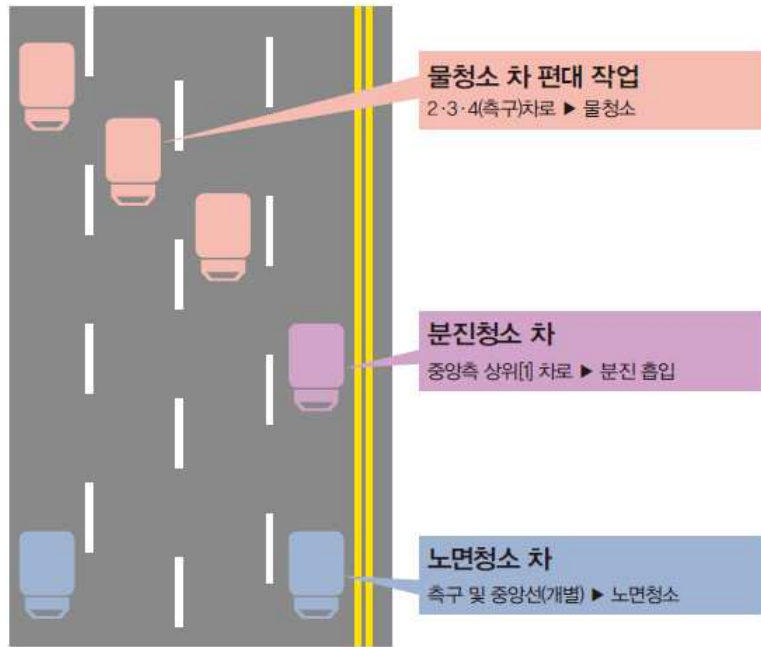 물청소 차 편대 작업
2·3·4(측구)차로 ▶ 물청소
분진청소 차
중앙측 상위[1] 차로 ▶ 분진 흡입
노면청소 차
측구 및 중앙선(개별) ▶ 노면청소